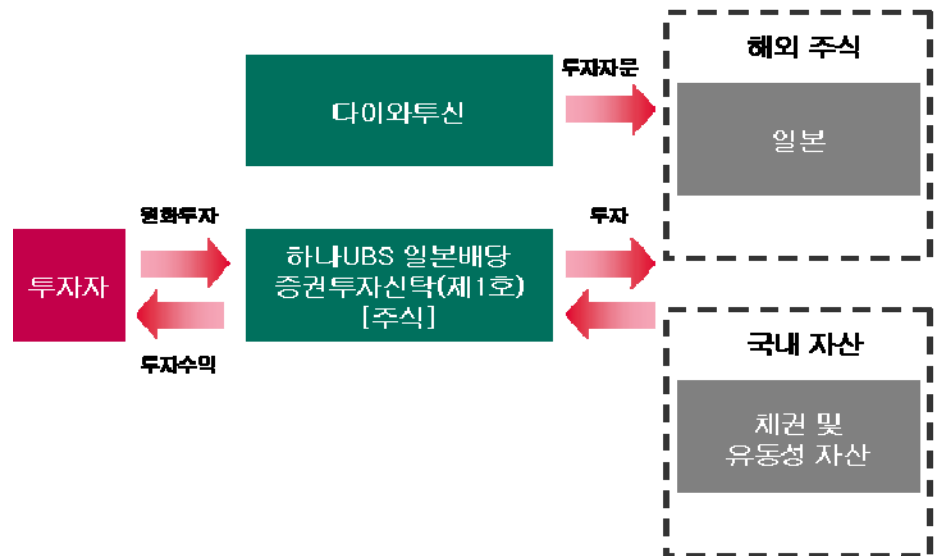 해외 주식
투자자문
다이와투신
일본
원화투자
투자
투자자
하나UBS 일본배당
증권투자신탁(제1호)
[주식]
투자수익
국내 자산
채권 및
유동성 자산